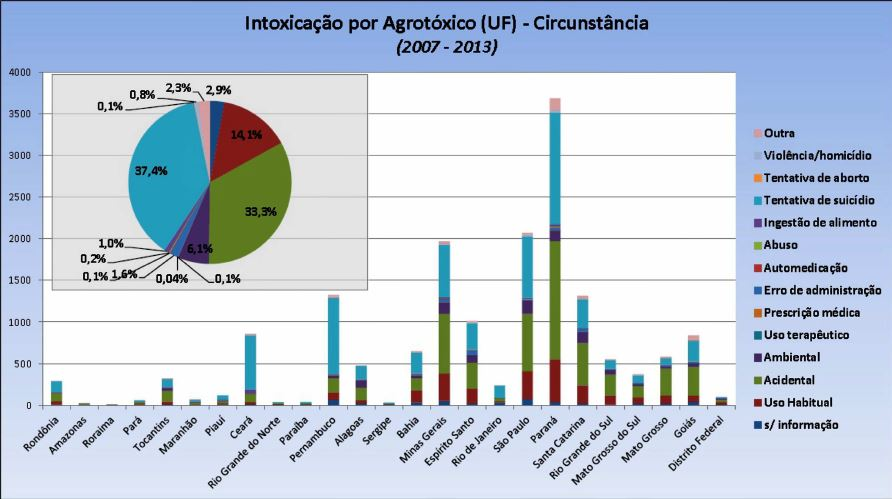 Intoxicação por Agrotóxico (UF) - Circunstância
(2007 - 2013)
4000
3500
3000
2500
2000
1500
1000
500
0
0,8%
2,3%
2,9%
0,1%
14,1%
37,4%
33,3%
1,0%
6,1%
0,2%
0,1%
1,6%
0,04%
0,1%
Outra
Violência/homicídio
Tentativa de aborto
Tentativa de suicídio
Ingestão de alimento
Abuso
Automedicação
Erro de administração
Prescrição médica
Uso terapêutico
Ambiental
Acidental
Uso Habitual
s/ informação
Rondônia
Amazonas
Roraima
Pará
Tocantins
Maranhão
Piauí
Ceará
Rio Grande do Norte
Paraiba
Pernambuco
Alagoas
Sergipe
Bahia
Minas Gerais
Espirito Santo
Rio de Janeiro
São Paulo
Paraná
Santa Catarina
Rio Grande do Sul
Mato Grosso do Sul
Mato Grosso
Goiás
Distrito Federal